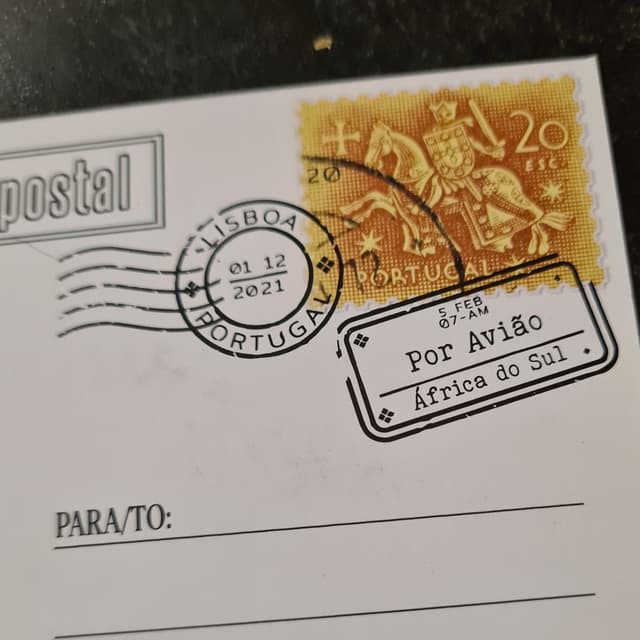 postal
20
ESC.
20
PORTUGAL
LISBOA
01 12
2021
PORTUGAL
5 FEB
07-AM
Por Avião
África do Sul
PARA/TO: